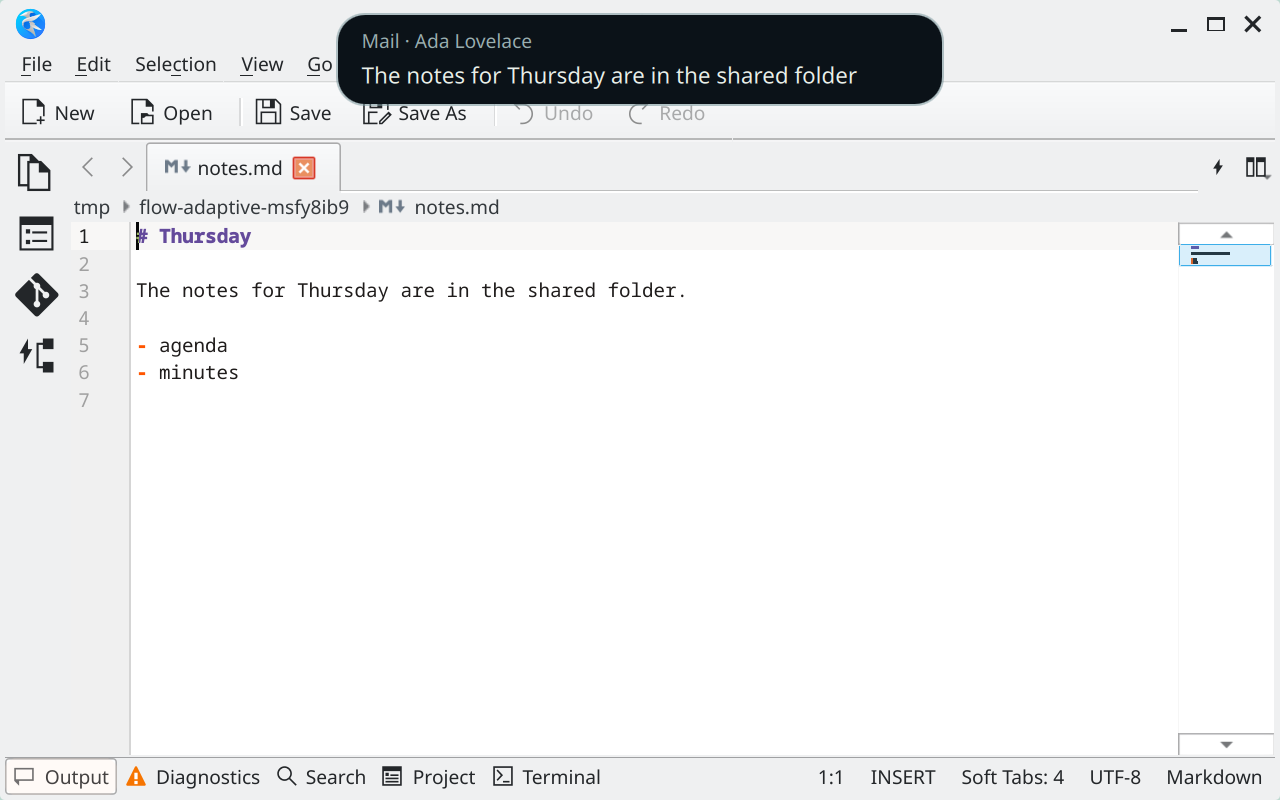 Mail · Ada Lovelace
The notes for Thursday are in the shared folder
File Edit Selection View Go
New Open Save Save As Undo Redo
notes.md
tmp flow-adaptive-msfy8ib9 notes.md
1 # Thursday
2
3 The notes for Thursday are in the shared folder.
4
5 - agenda
6 - minutes
7
Output Diagnostics Search Project Terminal 1:1 INSERT Soft Tabs: 4 UTF-8 Markdown